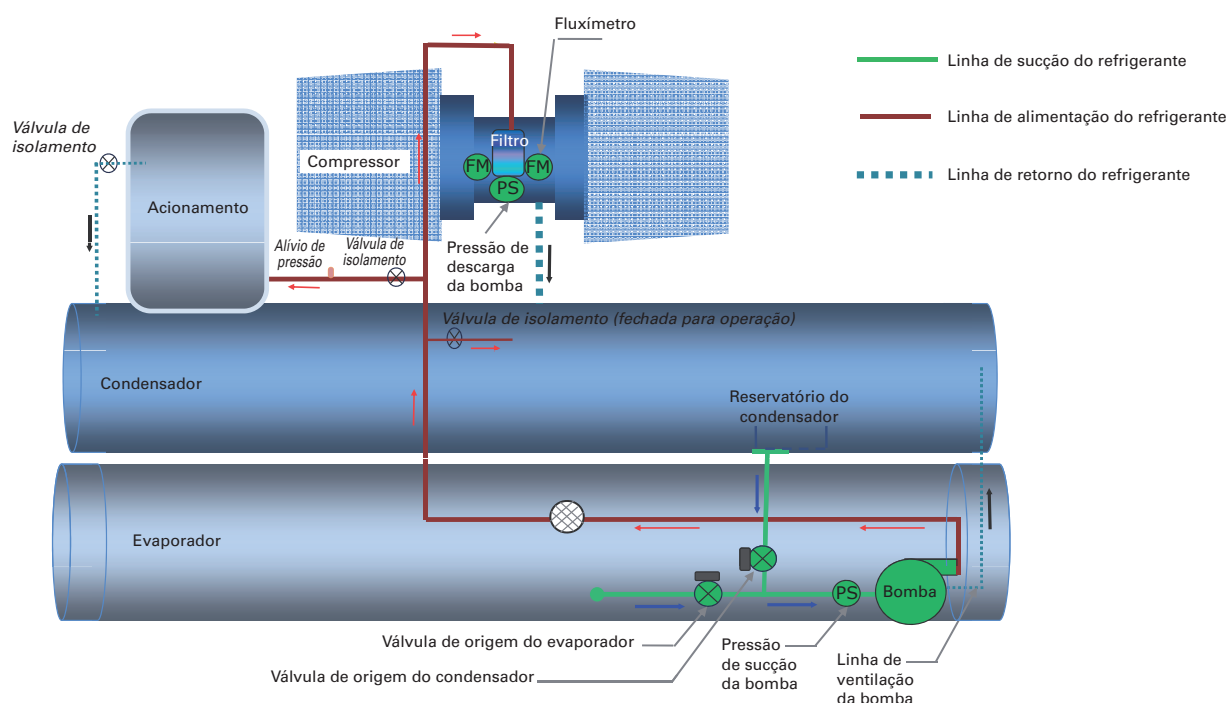 Fluxímetro
Linha de sucção do refrigerante
Linha de alimentação do refrigerante
Linha de retorno do refrigerante
Válvula de
isolamento
Compressor
Filtro
FM
FM
PS
Acionamento
Alívio de
pressão
Válvula de
isolamento
Pressão de
descarga
da bomba
Válvula de isolamento (fechada para operação)
Condensador
Reservatório do
condensador
Evaporador
PS
Bomba
Válvula de origem do evaporador
Válvula de origem do condensador
Pressão
de sucção
da bomba
Linha de
ventilação
da bomba